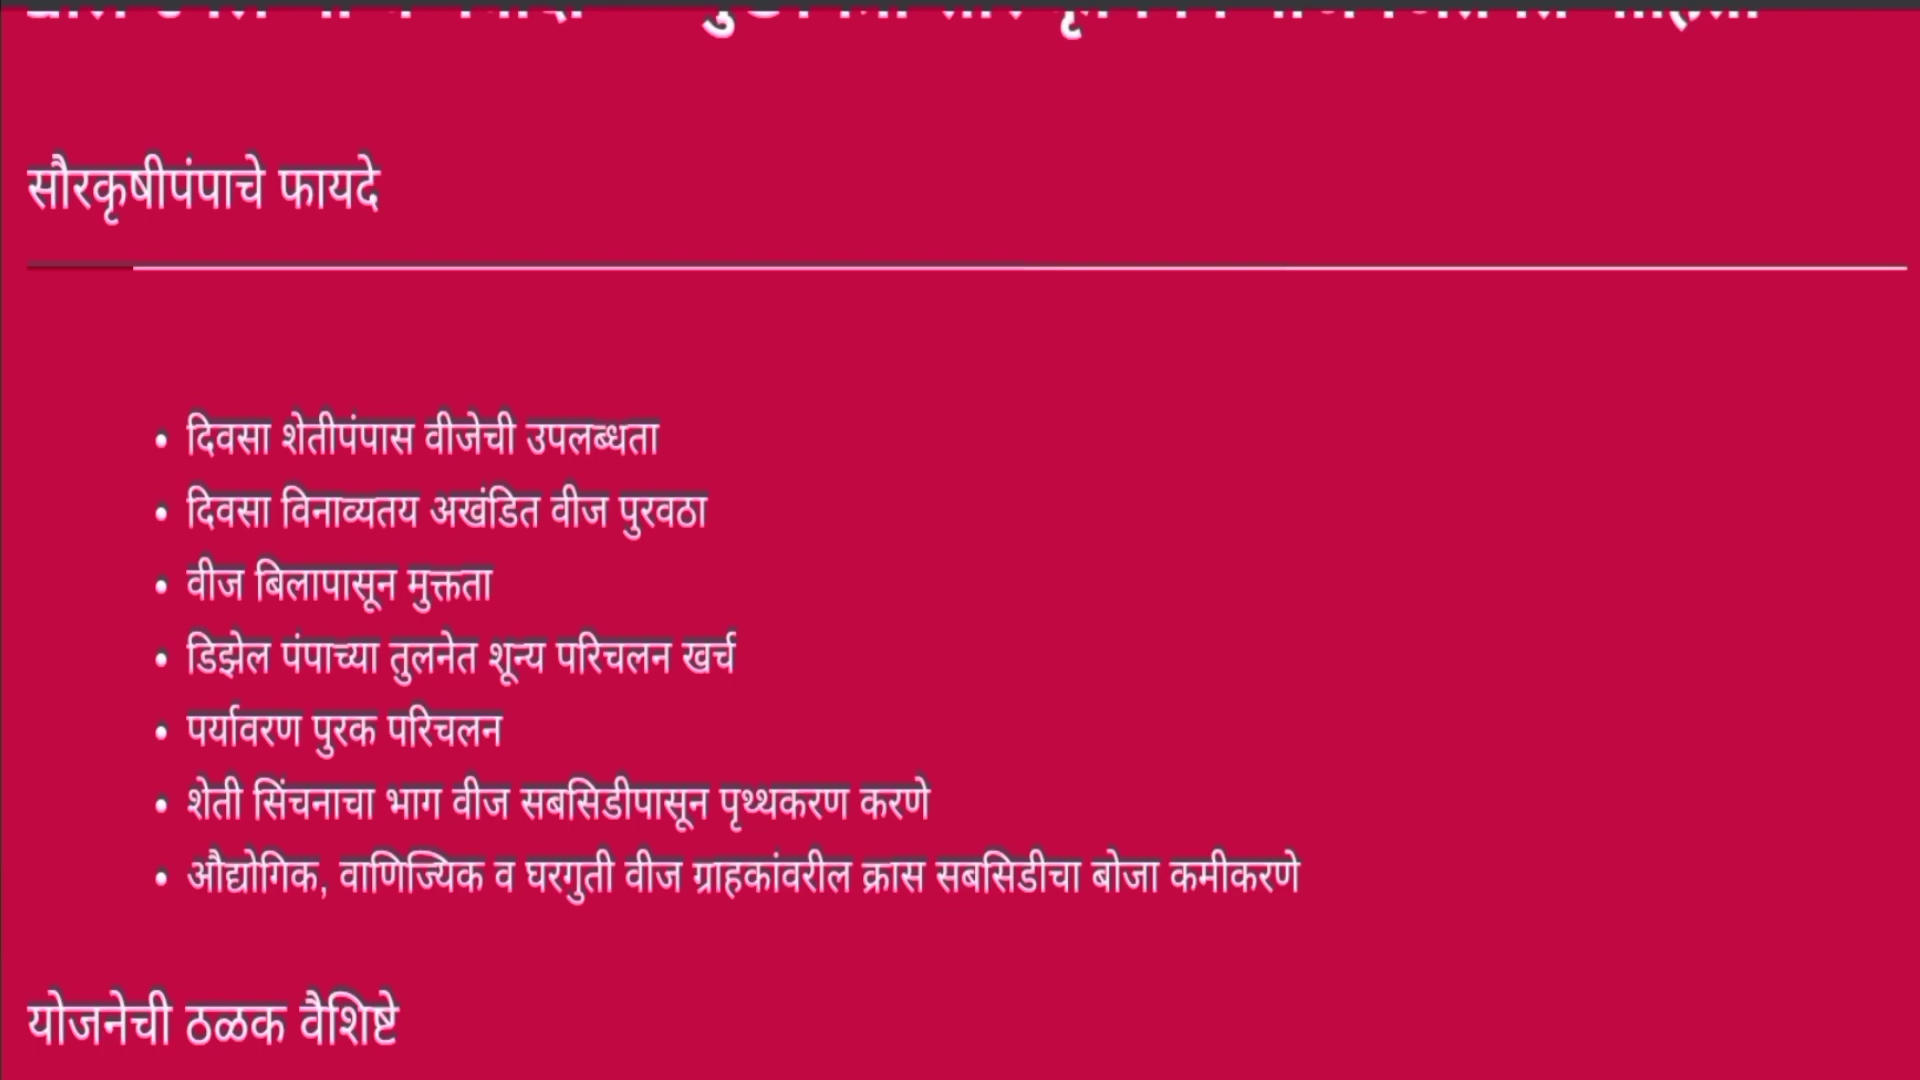 सौरकृषीपंपाचे फायदे
• दिवसा शेतीपंपास वीजेची उपलब्धता
• दिवसा विनाव्यतय अखंडित वीज पुरवठा
• वीज बिलापासून मुक्तता
• डिझेल पंपाच्या तुलनेत शून्य परिचलन खर्च
• पर्यावरण पुरक परिचलन
• शेती सिंचनाचा भाग वीज सबसिडीपासून पृथ्थकरण करणे
• औद्योगिक, वाणिज्यिक व घरगुती वीज ग्राहकांवरील क्रास सबसिडीचा बोजा कमीकरणे
योजनेची ठळक वैशिष्टे